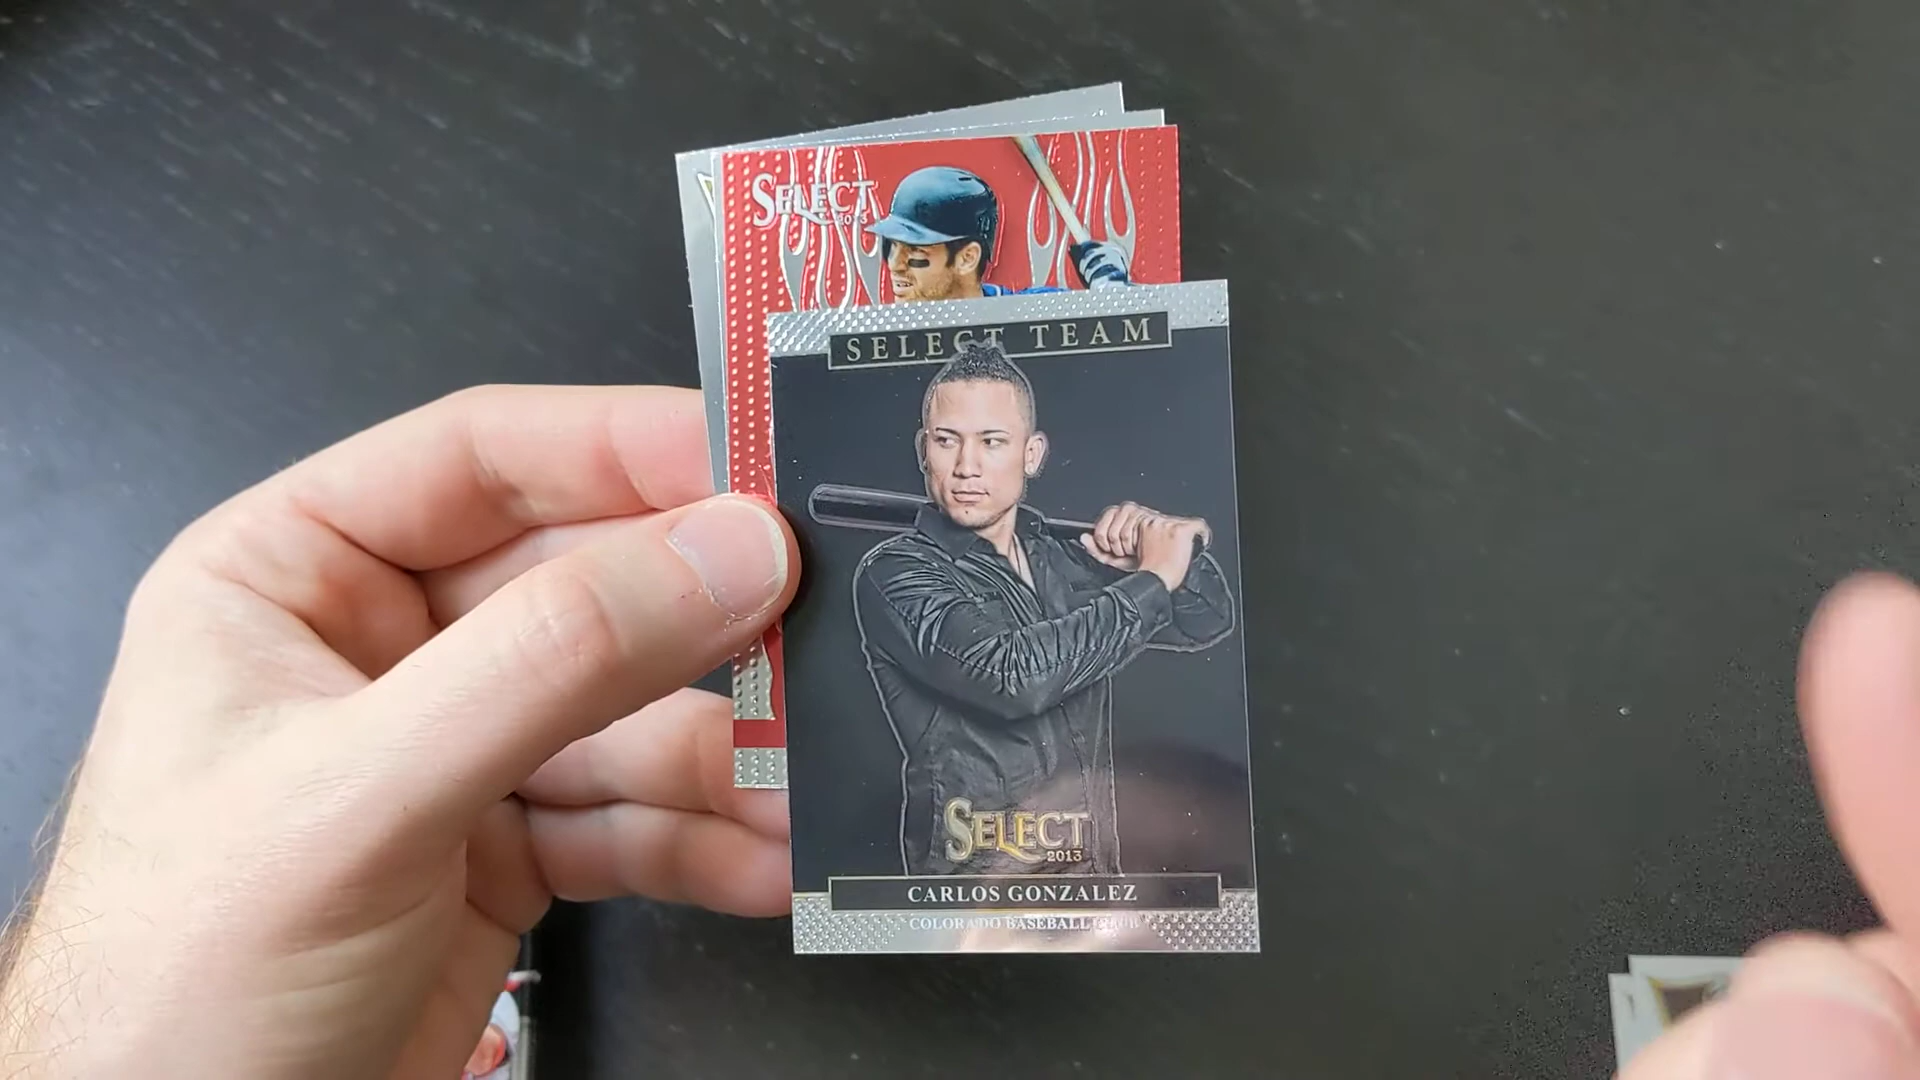 SELECT
2013
SELECT TEAM
SELECT
2013
CARLOS GONZALEZ
COLORADO BASEBALL CLUB